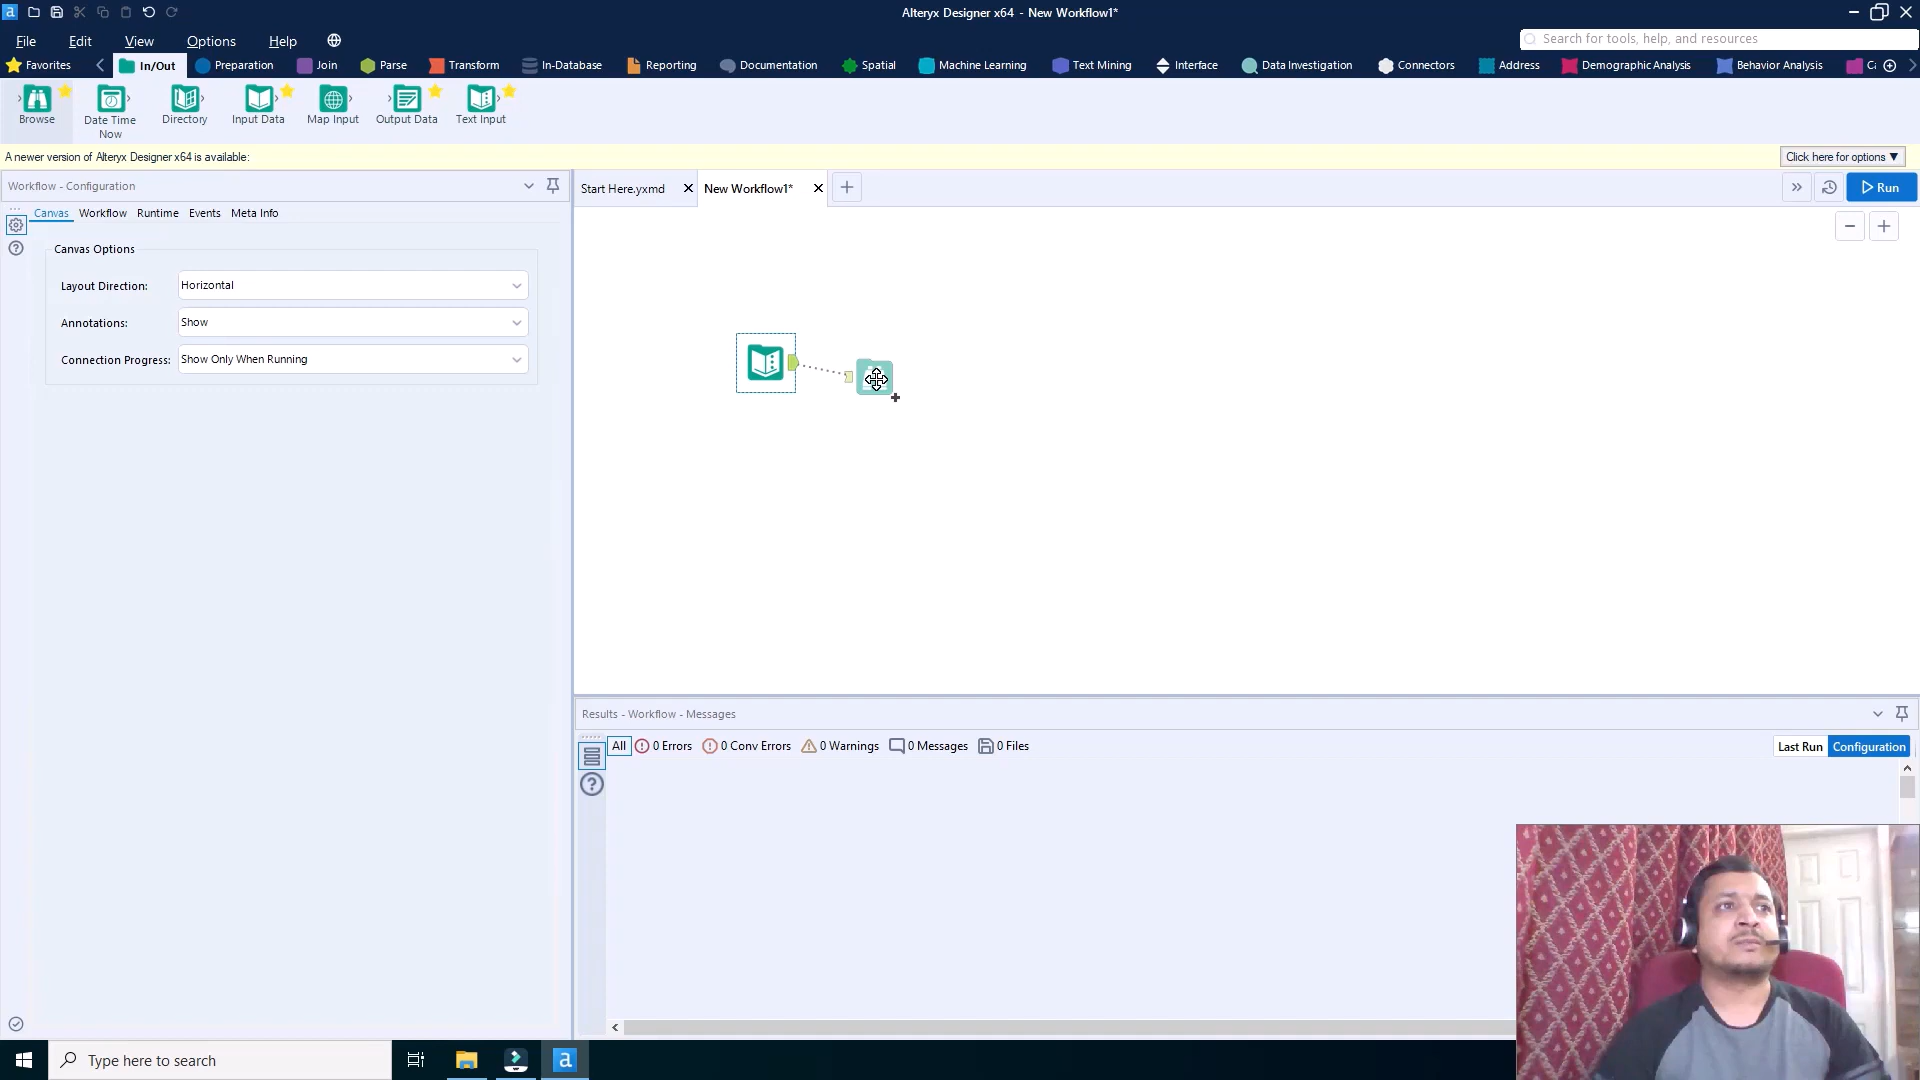 a
Alteryx Designer x64 - New Workflow1*
File Edit View Options Help
Search for tools, help, and resources
Favorites In/Out Preparation Join Parse Transform In-Database Reporting Documentation Spatial Machine Learning Text Mining Interface Data Investigation Connectors Address Demographic Analysis Behavior Analysis
Browse Date Time Now Directory Input Data Map Input Output Data Text Input
A newer version of Alteryx Designer x64 is available:
Click here for options ▼
Workflow - Configuration
Start Here.yxmd New Workflow1*
Run
Canvas Workflow Runtime Events Meta Info
Canvas Options
Layout Direction: Horizontal
Annotations: Show
Connection Progress: Show Only When Running
Results - Workflow - Messages
All 0 Errors 0 Conv Errors 0 Warnings 0 Messages 0 Files
Last Run Configuration
Type here to search
a